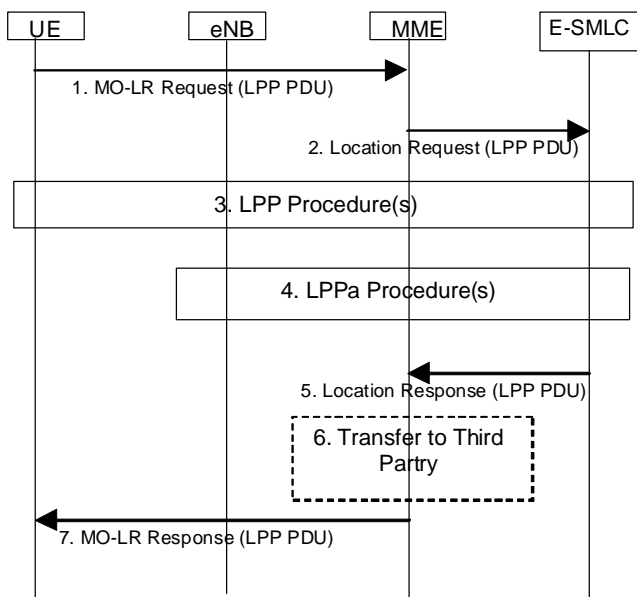 UE
eNB
MME
E-SMLC
1. MO-LR Request (LPP PDU)
2. Location Request (LPP PDU)
3. LPP Procedure(s)
4. LPPa Procedure(s)
5. Location Response (LPP PDU)
6. Transfer to Third
Partry
7. MO-LR Response (LPP PDU)